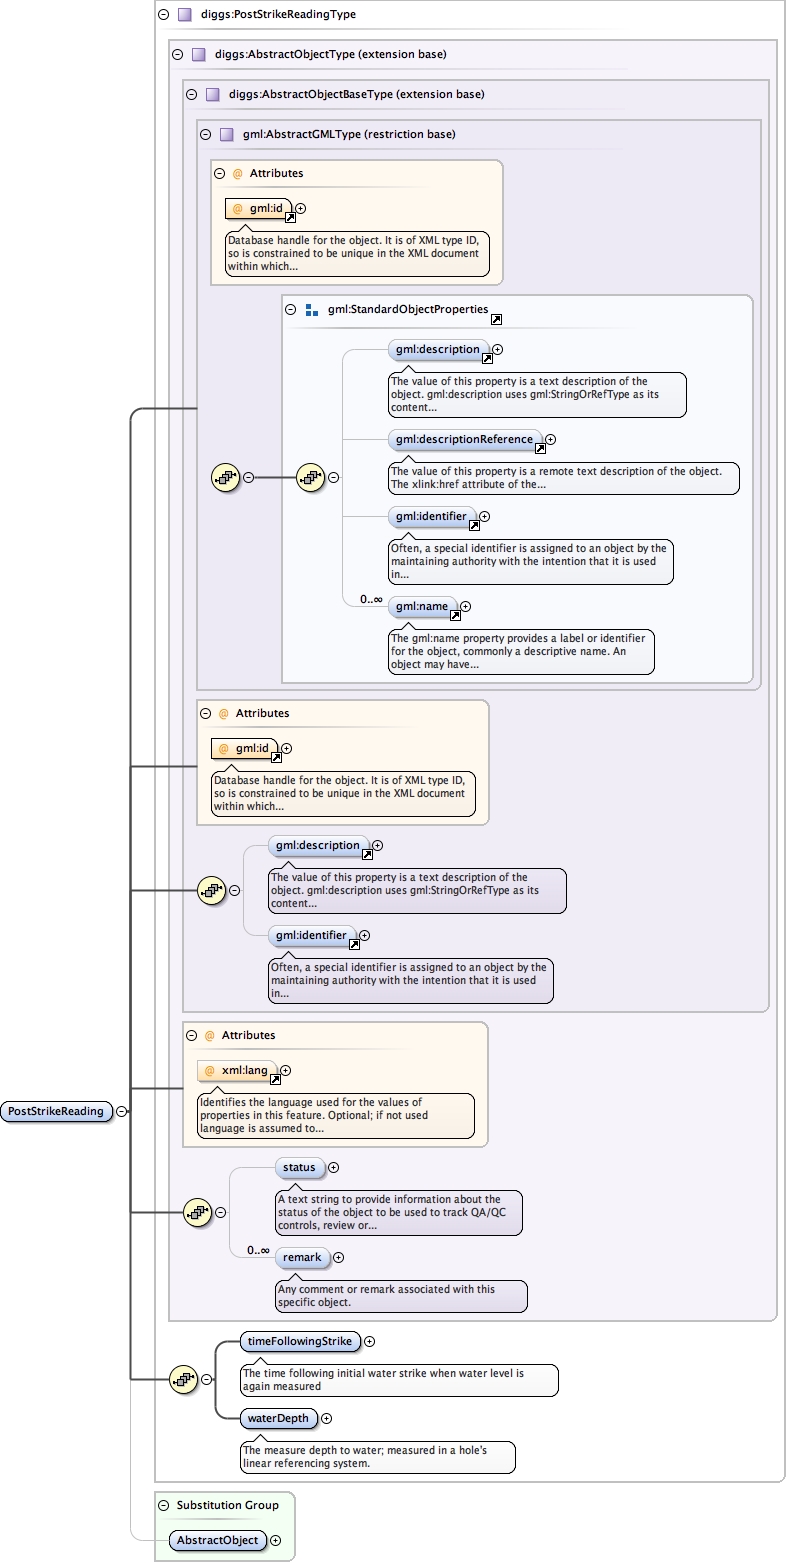 diggs:PostStrikeReadingType
diggs:AbstractObjectType (extension base)
diggs:AbstractObjectBaseType (extension base)
gml:AbstractGMLType (restriction base)
@ Attributes
@ gml:id
Database handle for the object. It is of XML type ID,
so is constrained to be unique in the XML document
within which...
gml:StandardObjectProperties
gml:description
The value of this property is a text description of the
object. gml:description uses gml:StringOrRefType as its
content...
gml:descriptionReference
The value of this property is a remote text description of the object.
The xlink:href attribute of the...
gml:identifier
Often, a special identifier is assigned to an object by the
maintaining authority with the intention that it is used
in...
0..∞
gml:name
The gml:name property provides a label or identifier
for the object, commonly a descriptive name. An
object may have...
@ Attributes
@ gml:id
Database handle for the object. It is of XML type ID,
so is constrained to be unique in the XML document
within which...
gml:description
The value of this property is a text description of the
object. gml:description uses gml:StringOrRefType as its
content...
gml:identifier
Often, a special identifier is assigned to an object by the
maintaining authority with the intention that it is used
in...
@ Attributes
@ xml:lang
Identifies the language used for the values of
properties in this feature. Optional; if not used
language is assumed to...
PostStrikeReading
status
A text string to provide information about the
status of the object to be used to track QA/QC
controls, review or...
0..∞
remark
Any comment or remark associated with this
specific object.
timeFollowingStrike
The time following initial water strike when water level is
again measured
waterDepth
The measure depth to water; measured in a hole's
linear referencing system.
Substitution Group
AbstractObject